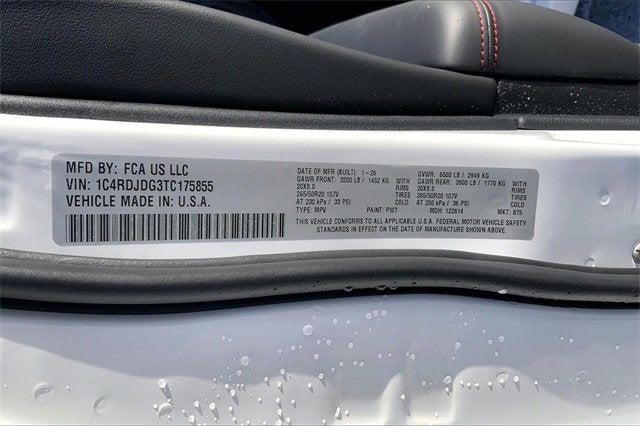 MFD BY: FCA US LLC
VIN: 1C4RDJDG3TC175855
VEHICLE MADE IN: U.S.A.
DATE OF MFR (BUILT): 1-26
GVWR: 6500 LB / 2949 KG
GAWR FRONT: 3200 LB / 1452 KG
GAWR REAR: 3900 LB / 1770 KG
20X8.0 RIMS
20X8.0 RIMS
265/50R20 107V TIRES
265/50R20 107V TIRES
AT 230 kPa / 33 PSI COLD
AT 250 kPa / 36 PSI COLD
TYPE: MPV PAINT: PW7 MDH: 122614 MKT: 875
THIS VEHICLE CONFORMS TO ALL APPLICABLE U.S.A. FEDERAL MOTOR VEHICLE SAFETY
STANDARDS IN EFFECT ON THE DATE OF MANUFACTURE SHOWN ABOVE.